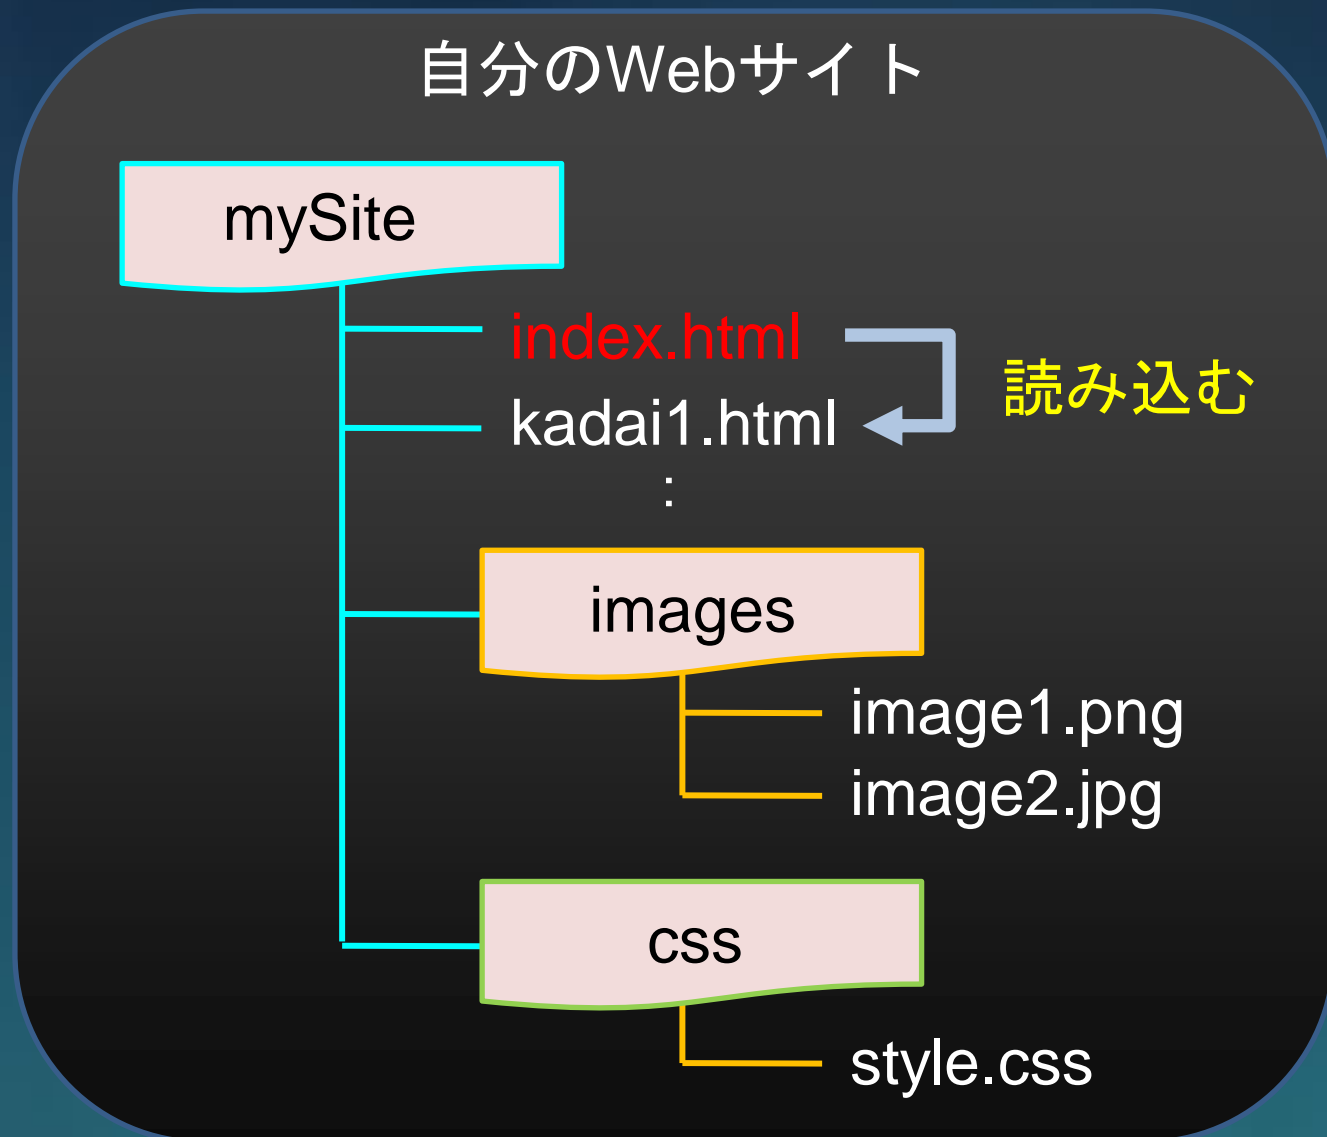 自分のWebサイト
mySite
index.html
読み込む
kadai1.html
:
images
image1.png
image2.jpg
css
style.css